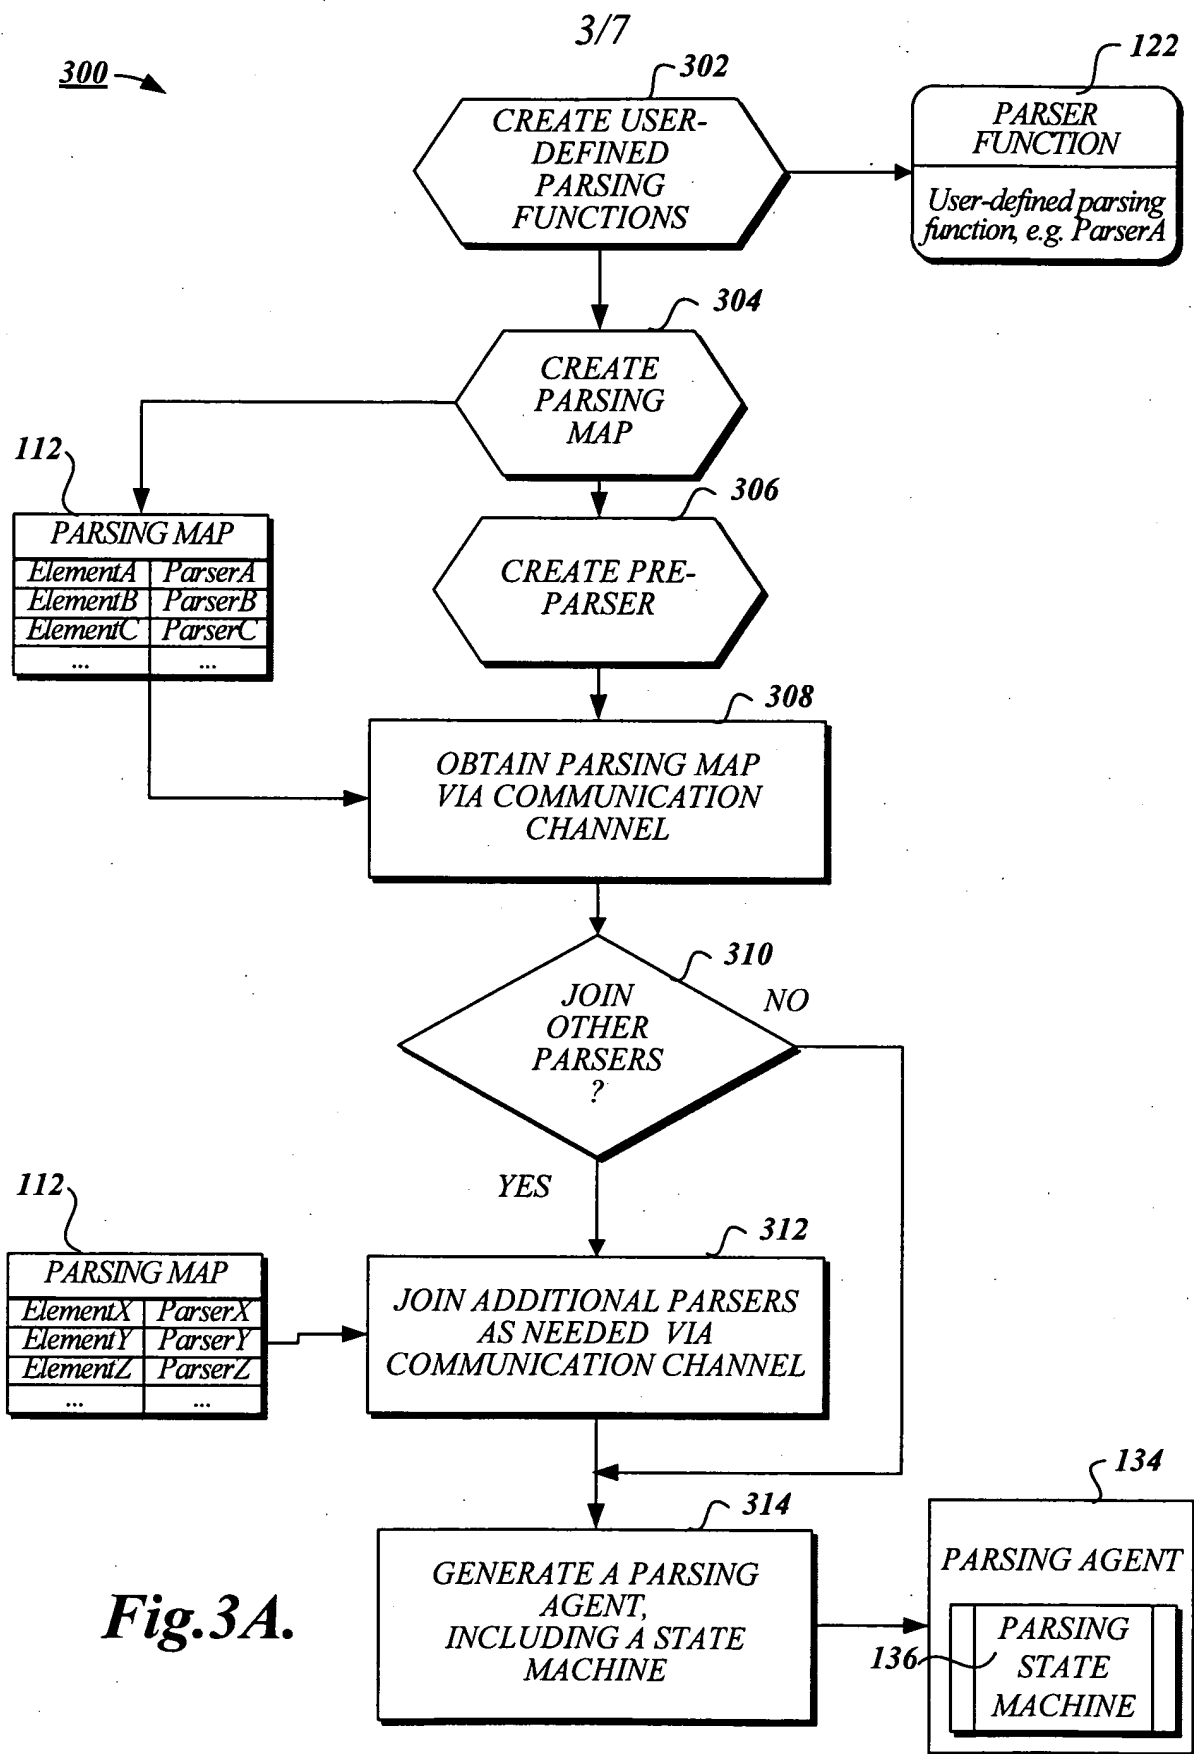 3/7
300
302
CREATE USER-
DEFINED
PARSING
FUNCTIONS
122
PARSER
FUNCTION
User-defined parsing
function, e.g. ParserA
304
CREATE
PARSING
MAP
112
PARSING MAP
ElementA ParserA
ElementB ParserB
ElementC ParserC
... ...
306
CREATE PRE-
PARSER
308
OBTAIN PARSING MAP
VIA COMMUNICATION
CHANNEL
310
JOIN
OTHER
PARSERS
?
NO
YES
112
PARSING MAP
ElementX ParserX
ElementY ParserY
ElementZ ParserZ
... ...
312
JOIN ADDITIONAL PARSERS
AS NEEDED VIA
COMMUNICATION CHANNEL
314
GENERATE A PARSING
AGENT,
INCLUDING A STATE
MACHINE
134
PARSING AGENT
136
PARSING
STATE
MACHINE
Fig.3A.